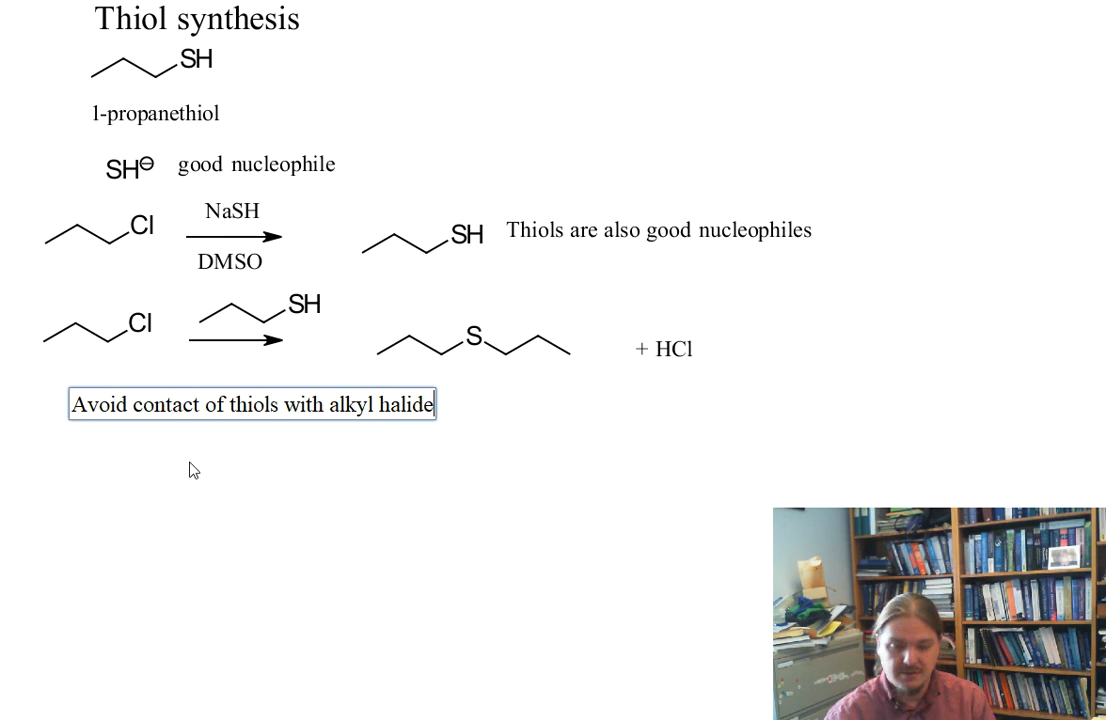 Thiol synthesis
SH
1-propanethiol
SH⊖ good nucleophile
Cl NaSH DMSO SH Thiols are also good nucleophiles
Cl SH S + HCl
Avoid contact of thiols with alkyl halide